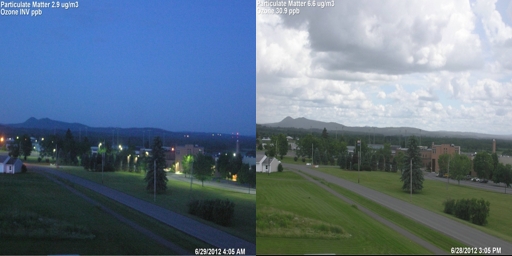 Particulate Matter 2.9 ug/m3
Ozone INV ppb
6/29/2012 4:05 AM
Particulate Matter 6.6 ug/m3
Ozone 30.9 ppb
6/28/2012 3:05 PM